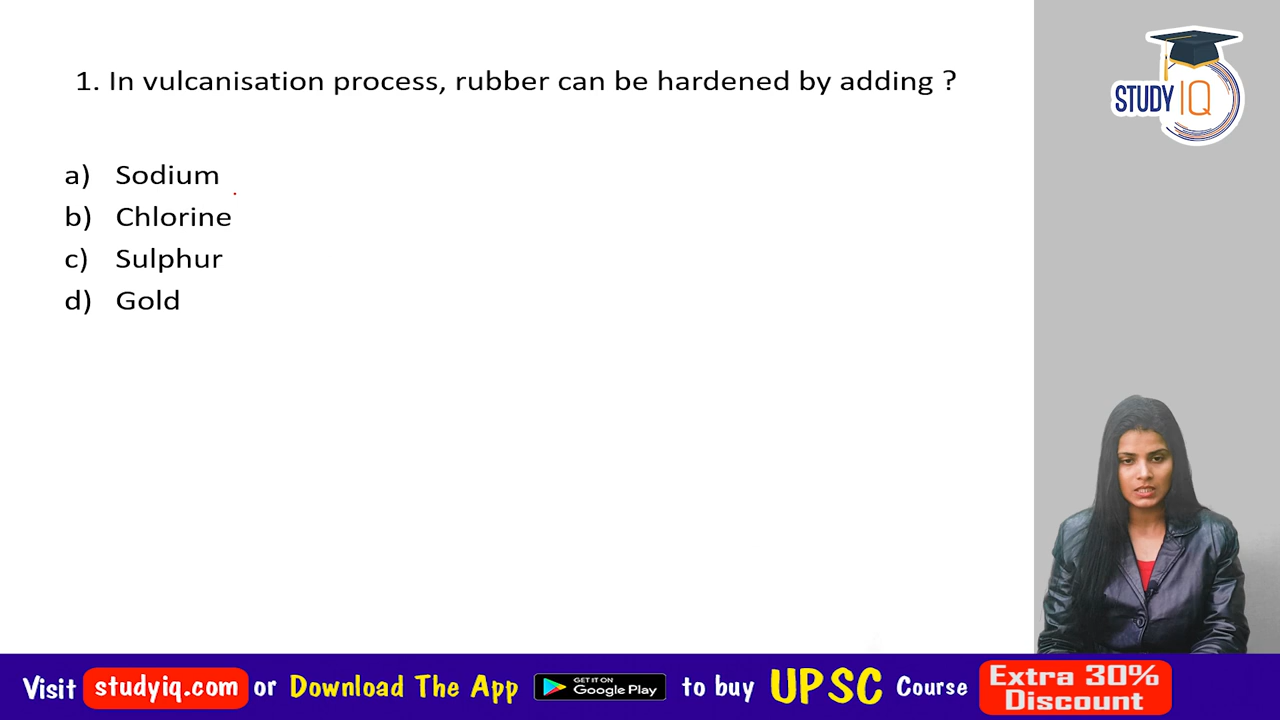 1. In vulcanisation process, rubber can be hardened by adding ?
a) Sodium
b) Chlorine
c) Sulphur
d) Gold
STUDY IQ
Visit studyiq.com or Download The App GET IT ON Google Play to buy UPSC Course Extra 30% Discount